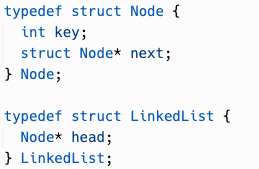 typedef struct Node {
  int key;
  struct Node* next;
} Node;

typedef struct LinkedList {
  Node* head;
} LinkedList;